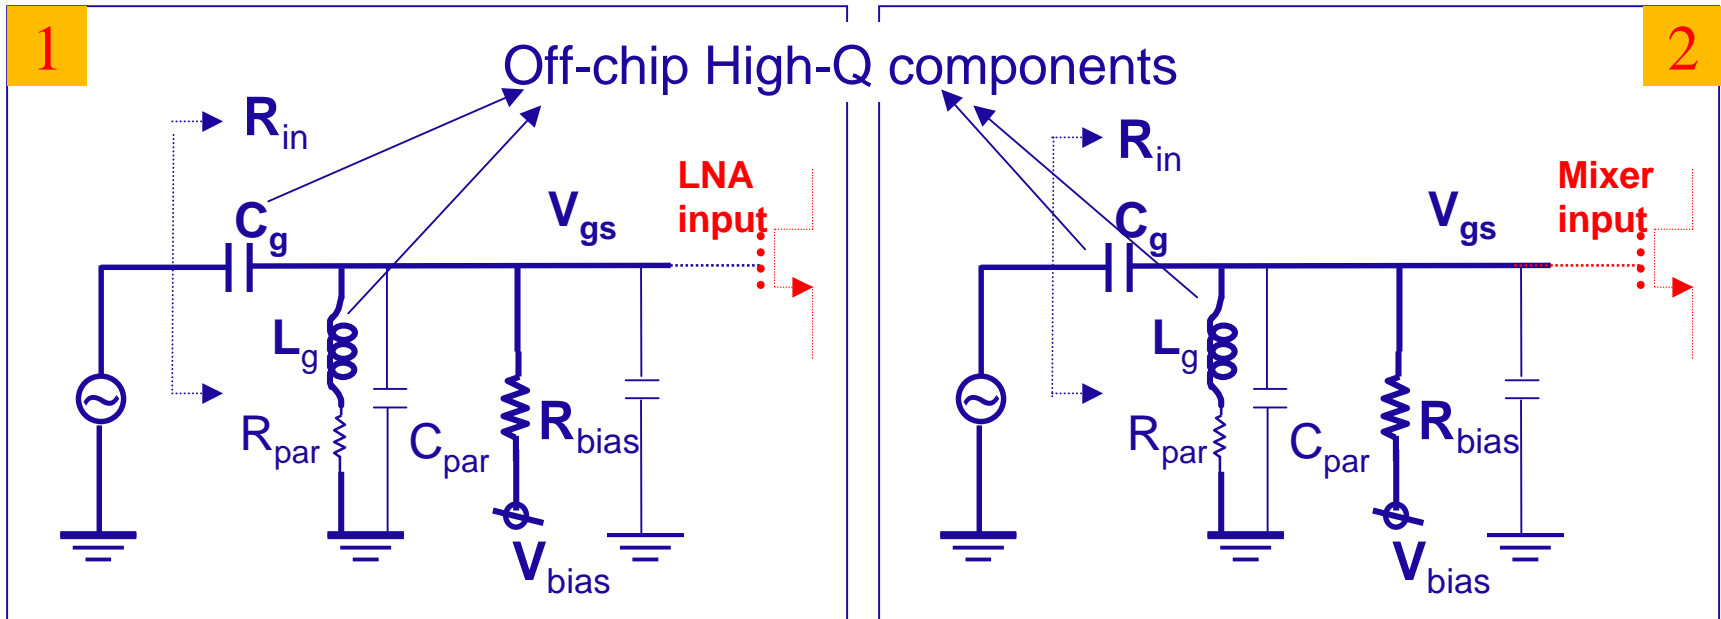 1
2
Off-chip High-Q components
Rin
LNA
input
Cg
Vgs
Lg
Rpar
Cpar
Rbias
Vbias
Rin
Mixer
input
Cg
Vgs
Lg
Rpar
Cpar
Rbias
Vbias